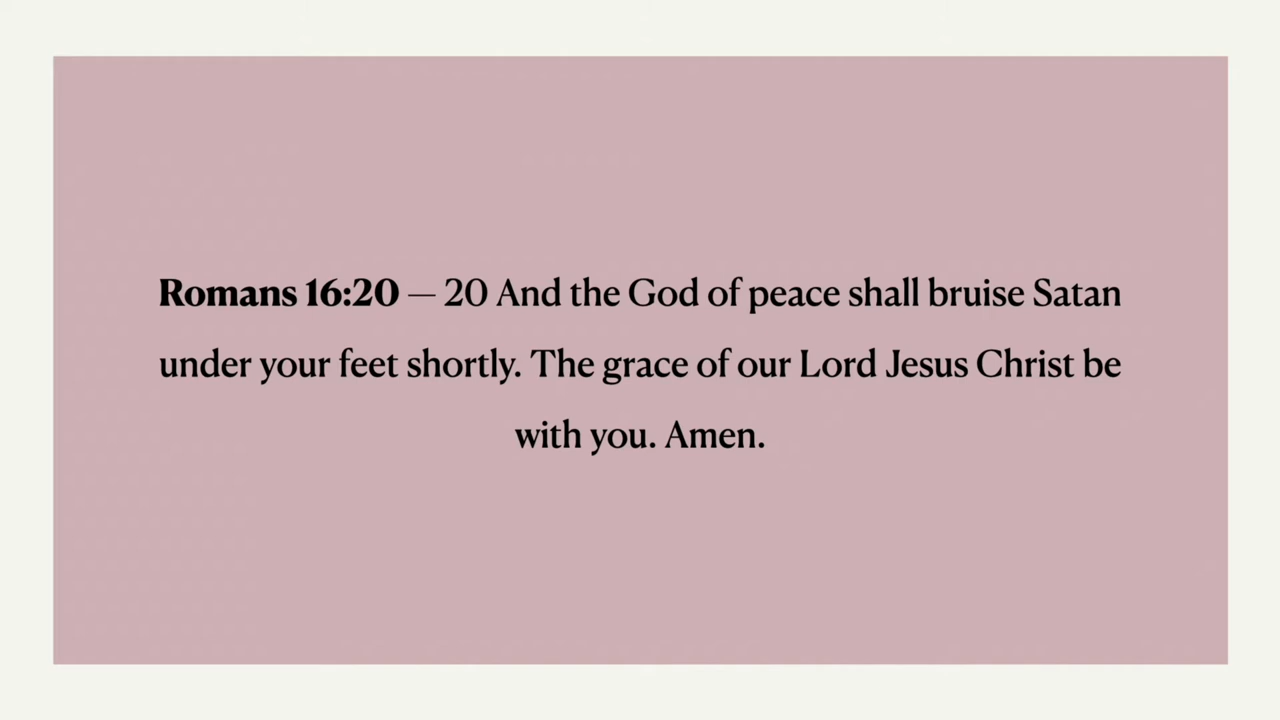 Romans 16:20 — 20 And the God of peace shall bruise Satan
under your feet shortly. The grace of our Lord Jesus Christ be
with you. Amen.